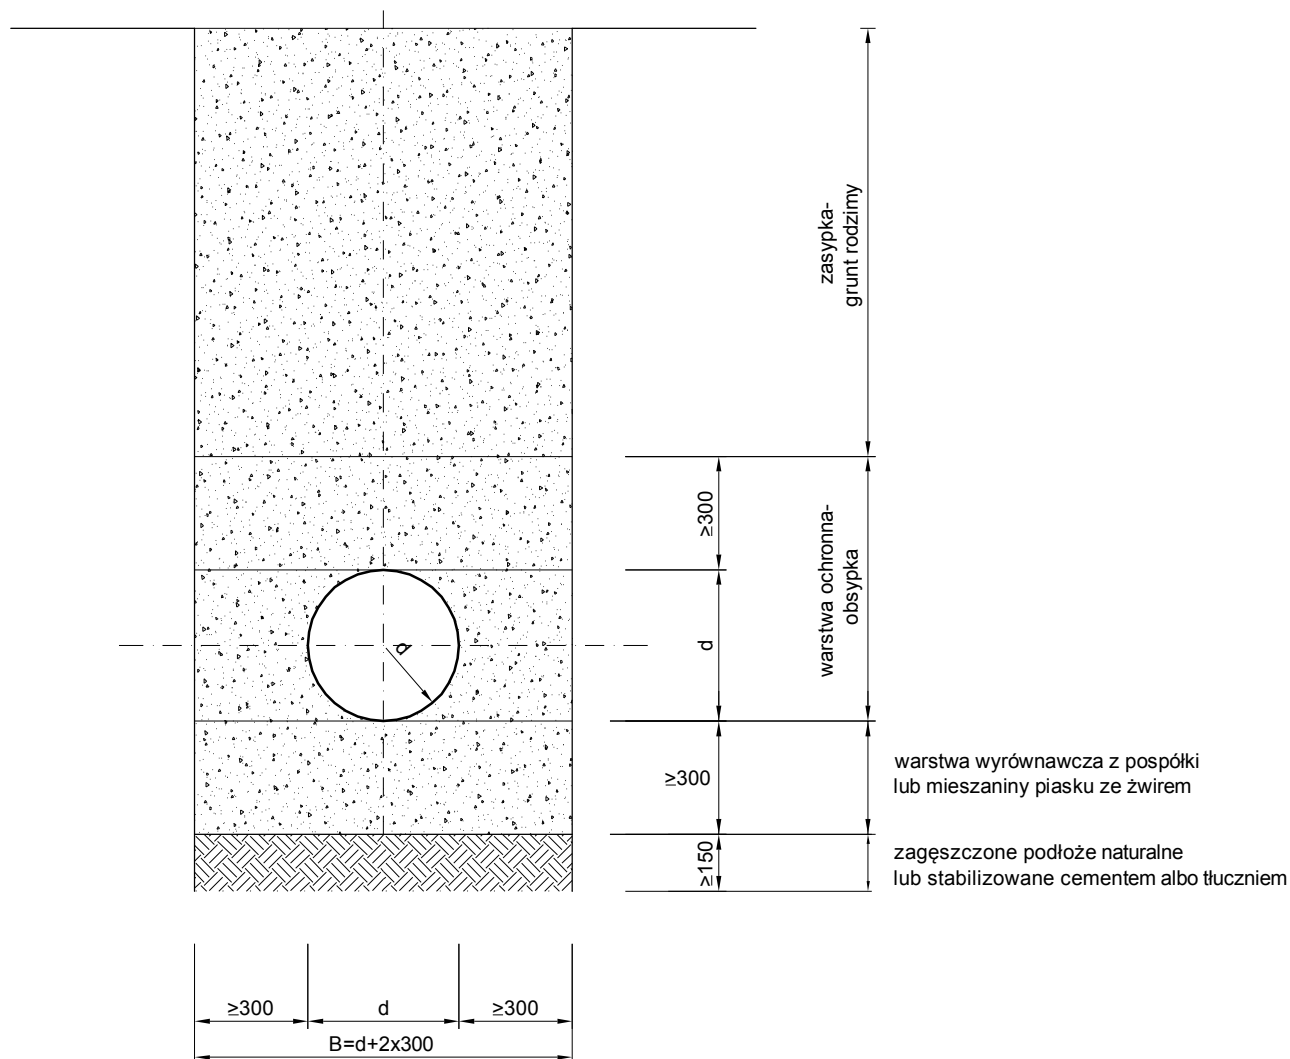 zasypka-
grunt rodzimy
≥300
warstwa ochronna-
obsypka
d
d
≥300
warstwa wyrównawcza z pospółki
lub mieszaniny piasku ze żwirem
≥150
zagęszczone podłoże naturalne
lub stabilizowane cementem albo tłuczniem
≥300
d
≥300
B=d+2x300